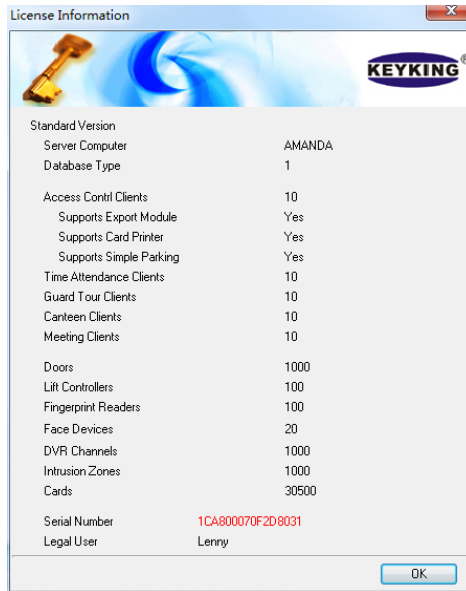 License Information
KEYKING®
Standard Version
Server Computer AMANDA
Database Type 1
Access Contrl Clients 10
Supports Export Module Yes
Supports Card Printer Yes
Supports Simple Parking Yes
Time Attendance Clients 10
Guard Tour Clients 10
Canteen Clients 10
Meeting Clients 10
Doors 1000
Lift Controllers 100
Fingerprint Readers 100
Face Devices 20
DVR Channels 1000
Intrusion Zones 1000
Cards 30500
Serial Number 1CA800070F2D8031
Legal User Lenny
OK